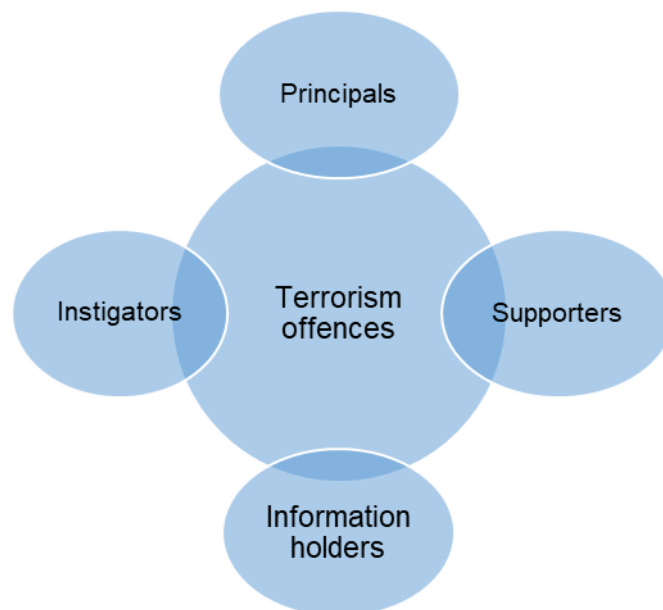 Principals
Instigators
Terrorism
offences
Supporters
Information
holders